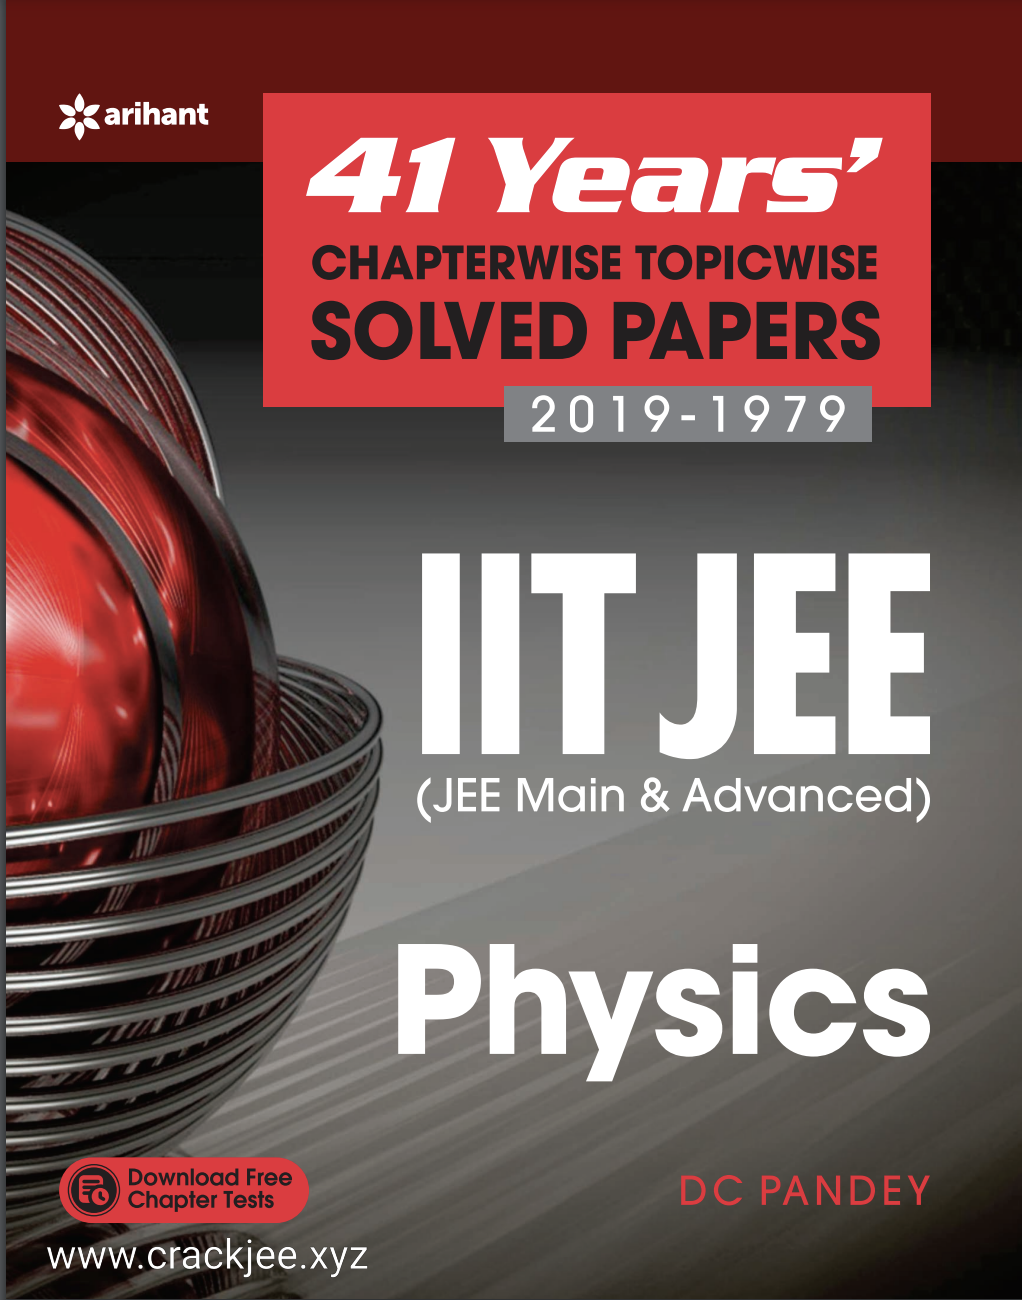 arihant
41 Years’
CHAPTERWISE TOPICWISE
SOLVED PAPERS
2019-1979
IIT JEE
(JEE Main & Advanced)
Physics
Download Free
Chapter Tests
DC PANDEY
www.crackjee.xyz